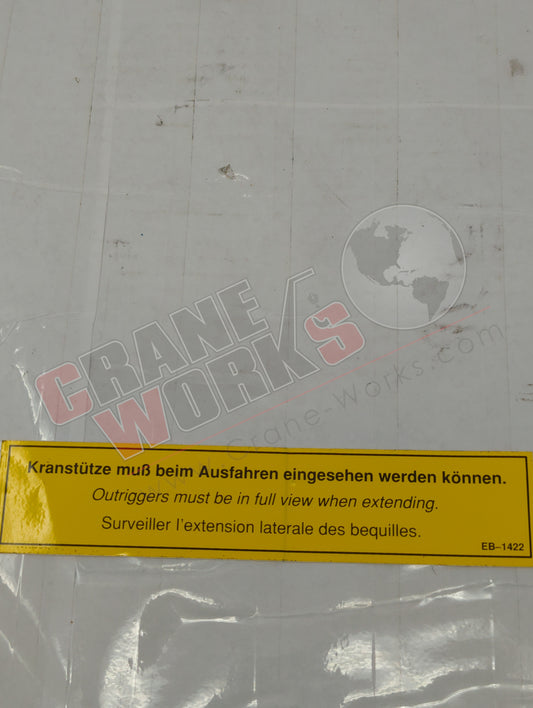 CRANE
WORKS
www.Crane-Works.com
Kranstütze muß beim Ausfahren eingesehen werden können.
Outriggers must be in full view when extending.
Surveiller l'extension laterale des bequilles.
EB–1422